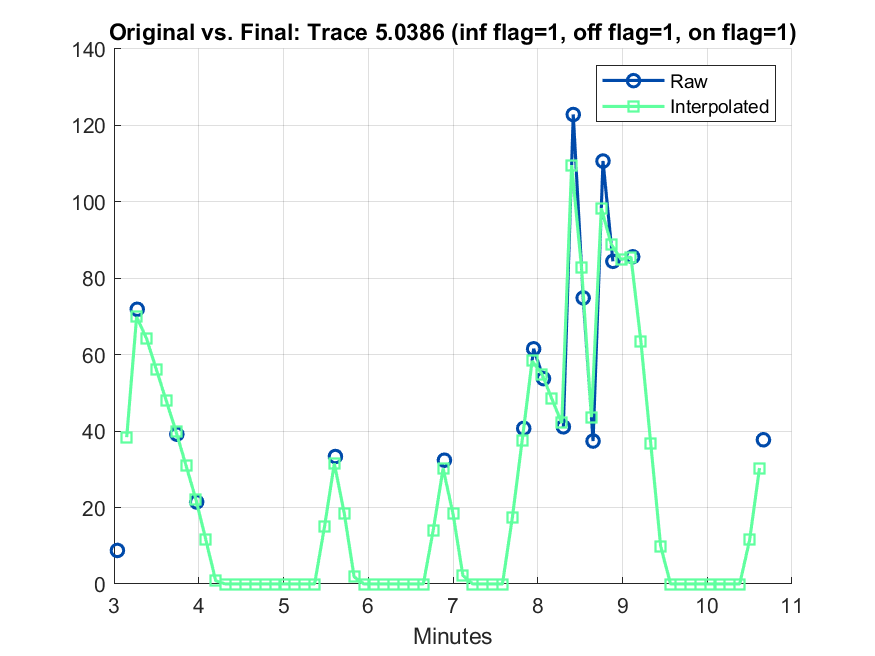 Original vs. Final: Trace 5.0386 (inf flag=1, off flag=1, on flag=1)
140
120
100
80
60
40
20
0
Raw
Interpolated
3 4 5 6 7 8 9 10 11
Minutes